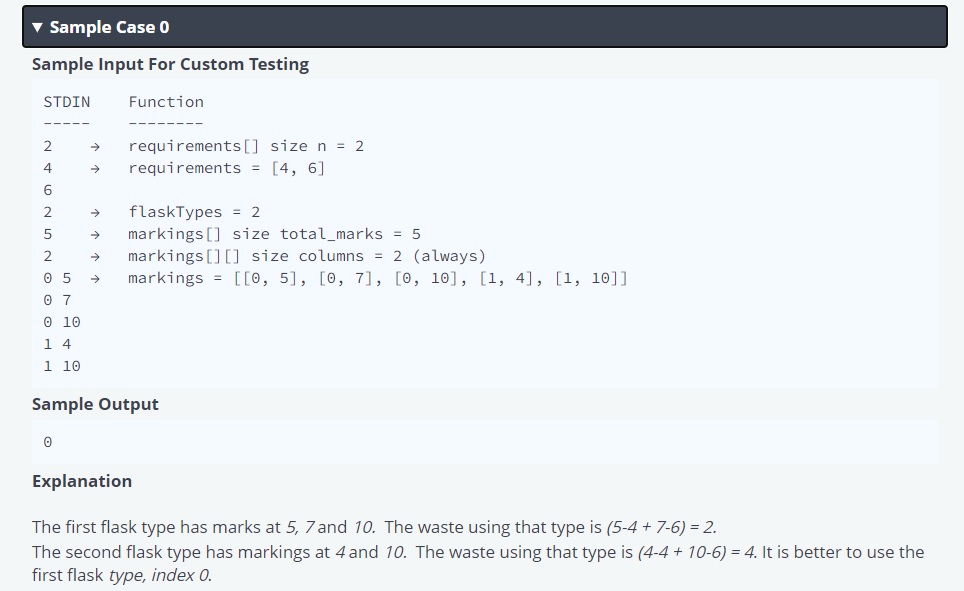 ▼ Sample Case 0
Sample Input For Custom Testing
STDIN    Function
-----    --------
2    →   requirements[] size n = 2
4    →   requirements = [4, 6]
6
2    →   flaskTypes = 2
5    →   markings[] size total_marks = 5
2    →   markings[][] size columns = 2 (always)
0 5  →   markings = [[0, 5], [0, 7], [0, 10], [1, 4], [1, 10]]
0 7
0 10
1 4
1 10
Sample Output
0
Explanation
The first flask type has marks at 5, 7 and 10. The waste using that type is (5-4 + 7-6) = 2.
The second flask type has markings at 4 and 10. The waste using that type is (4-4 + 10-6) = 4. It is better to use the
first flask type, index 0.